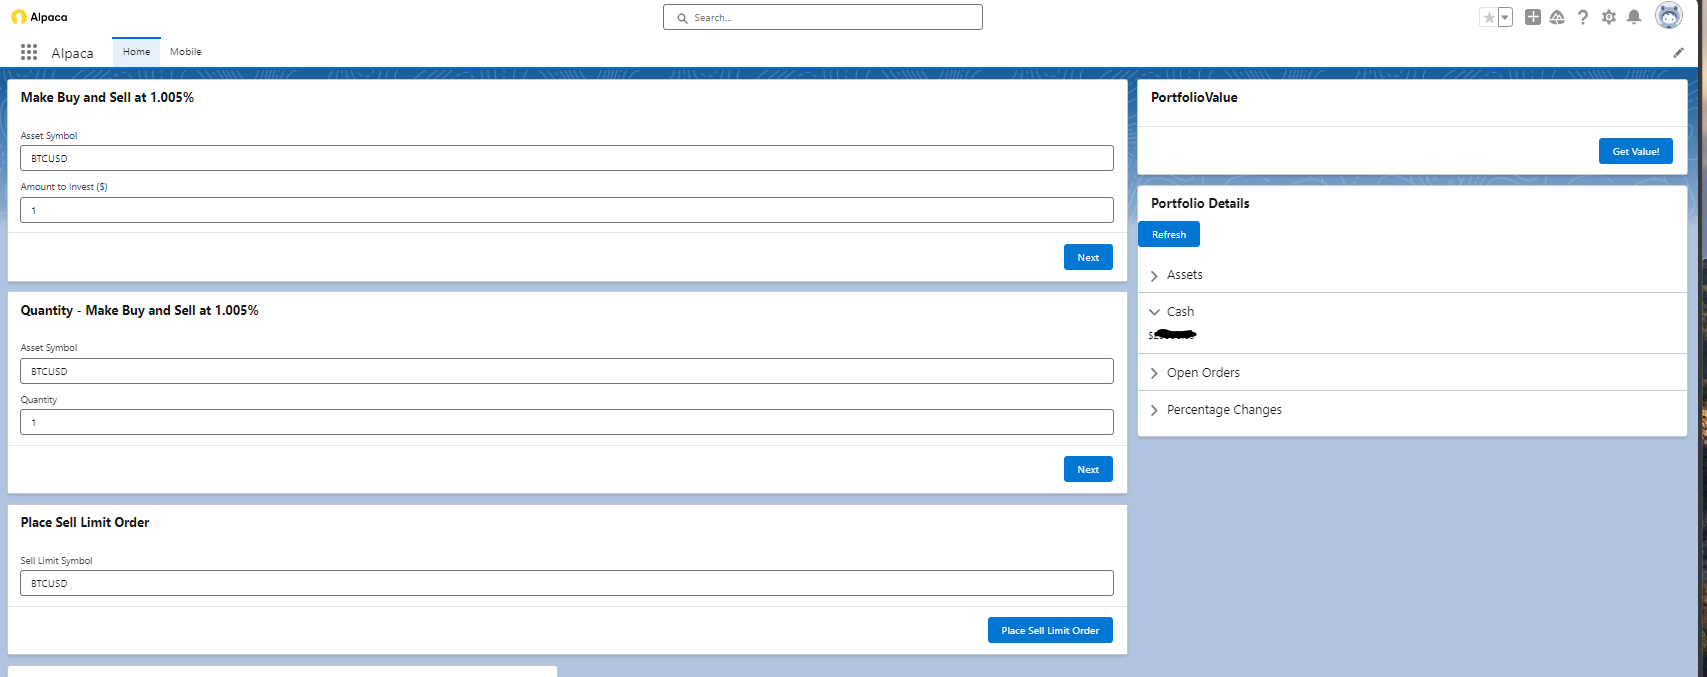 Alpaca
Search...
Alpaca
Home
Mobile
Make Buy and Sell at 1.005%
Asset Symbol
BTCUSD
Amount to Invest ($)
1
Next
Quantity - Make Buy and Sell at 1.005%
Asset Symbol
BTCUSD
Quantity
1
Next
Place Sell Limit Order
Sell Limit Symbol
BTCUSD
Place Sell Limit Order
PortfolioValue
Get Value!
Portfolio Details
Refresh
Assets
Cash
Open Orders
Percentage Changes